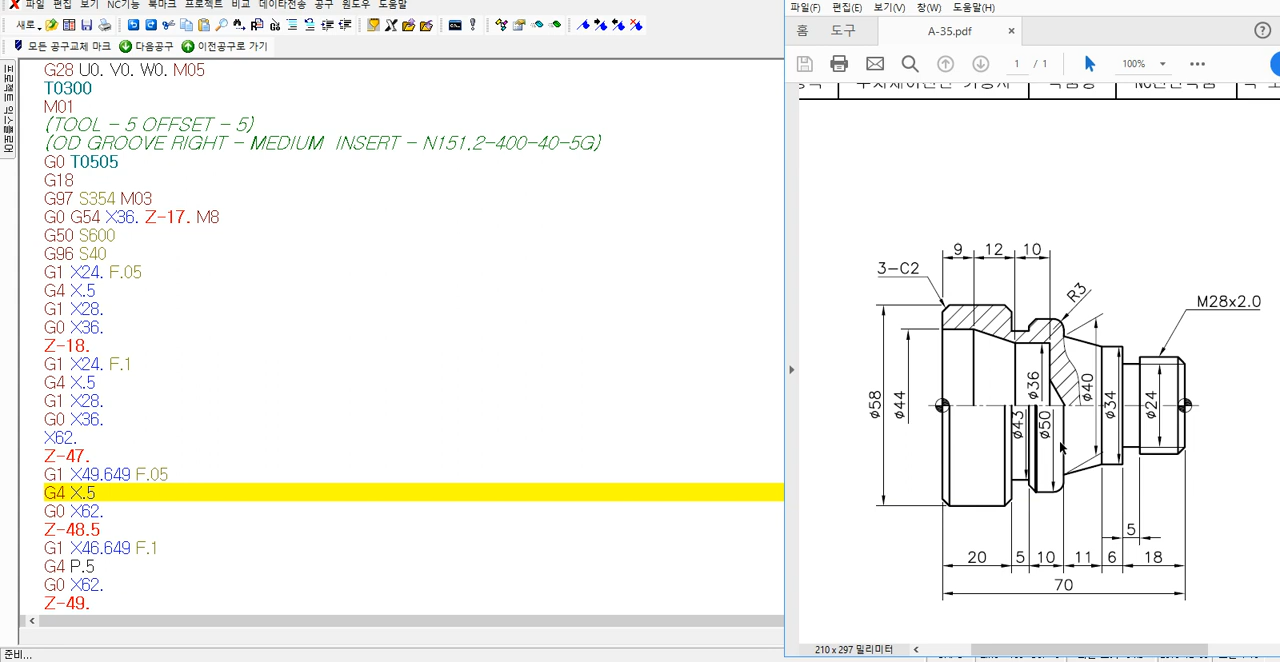 파일 편집 보기 NC기능 북마크 프로젝트 비교 데이타전송 공구 윈도우 도움말
새로
모든 공구교체 마크 다음공구 이전공구로 가기
프로젝트 익스플로어
G28 U0. V0. W0. M05
T0300
M01
(TOOL - 5 OFFSET - 5)
(OD GROOVE RIGHT - MEDIUM INSERT - N151.2-400-40-5G)
G0 T0505
G18
G97 S354 M03
G0 G54 X36. Z-17. M8
G50 S600
G96 S40
G1 X24. F.05
G4 X.5
G1 X28.
G0 X36.
Z-18.
G1 X24. F.1
G4 X.5
G1 X28.
G0 X36.
X62.
Z-47.
G1 X49.649 F.05
G4 X.5
G0 X62.
Z-48.5
G1 X46.649 F.1
G4 P.5
G0 X62.
Z-49.
준비...
파일(F) 편집(E) 보기(V) 창(W) 도움말(H)
홈 도구 A-35.pdf ×
1 / 1 100%
9 12 10
3-C2
R3
M28x2.0
ø58
ø44
ø36
ø40
ø43
ø50
ø34
ø24
5
20 5 10 11 6 18
70
210 x 297 밀리미터